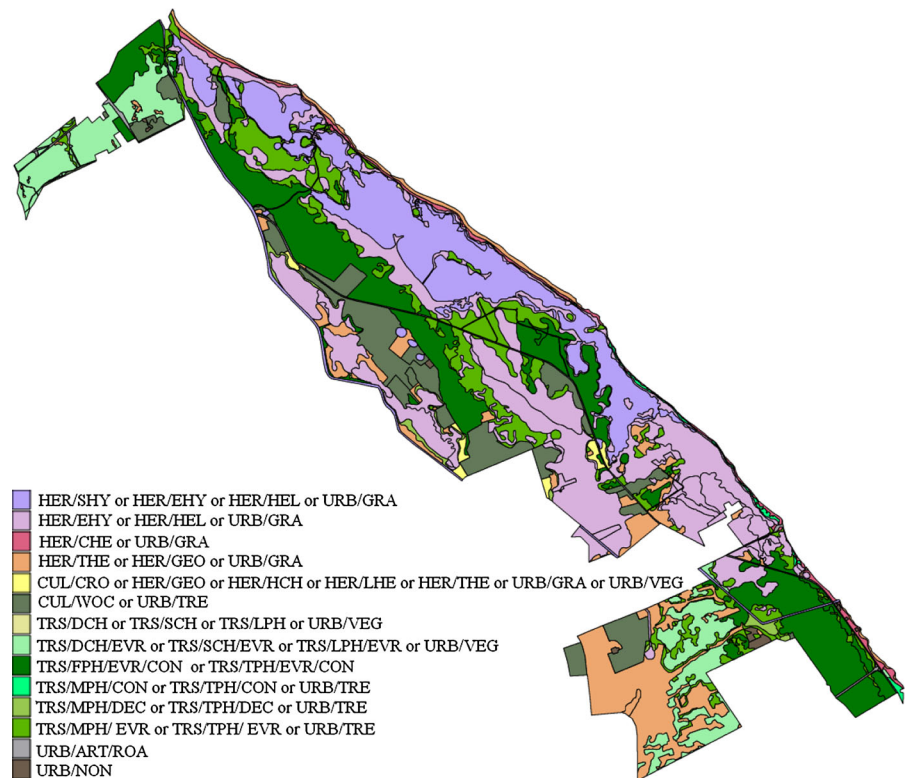 HER/SHY or HER/EHY or HER/HEL or URB/GRA
HER/EHY or HER/HEL or URB/GRA
HER/CHE or URB/GRA
HER/THE or HER/GEO or URB/GRA
CUL/CRO or HER/GEO or HER/HCH or HER/LHE or HER/THE or URB/GRA or URB/VEG
CUL/WOC or URB/TRE
TRS/DCH or TRS/SCH or TRS/LPH or URB/VEG
TRS/DCH/EVR or TRS/SCH/EVR or TRS/LPH/EVR or URB/VEG
TRS/FPH/EVR/CON or TRS/TPH/EVR/CON
TRS/MPH/CON or TRS/TPH/CON or URB/TRE
TRS/MPH/DEC or TRS/TPH/DEC or URB/TRE
TRS/MPH/ EVR or TRS/TPH/ EVR or URB/TRE
URB/ART/ROA
URB/NON